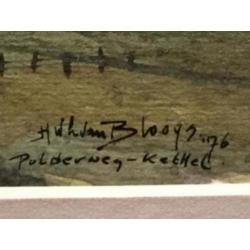 H.W. van Blooys '76
Polderweg-Kethel.